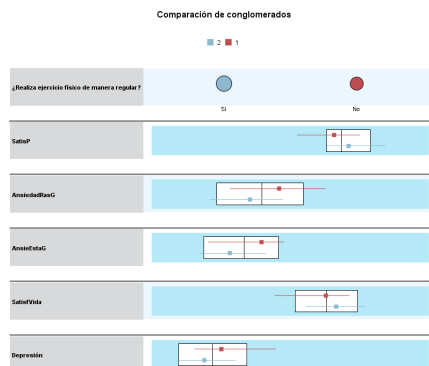 Comparación de conglomerados
2 1
¿Realiza ejercicio físico de manera regular?
Si No
SatisP
AnsiedadRasG
AnsieEstaG
SatisfVida
Depresión